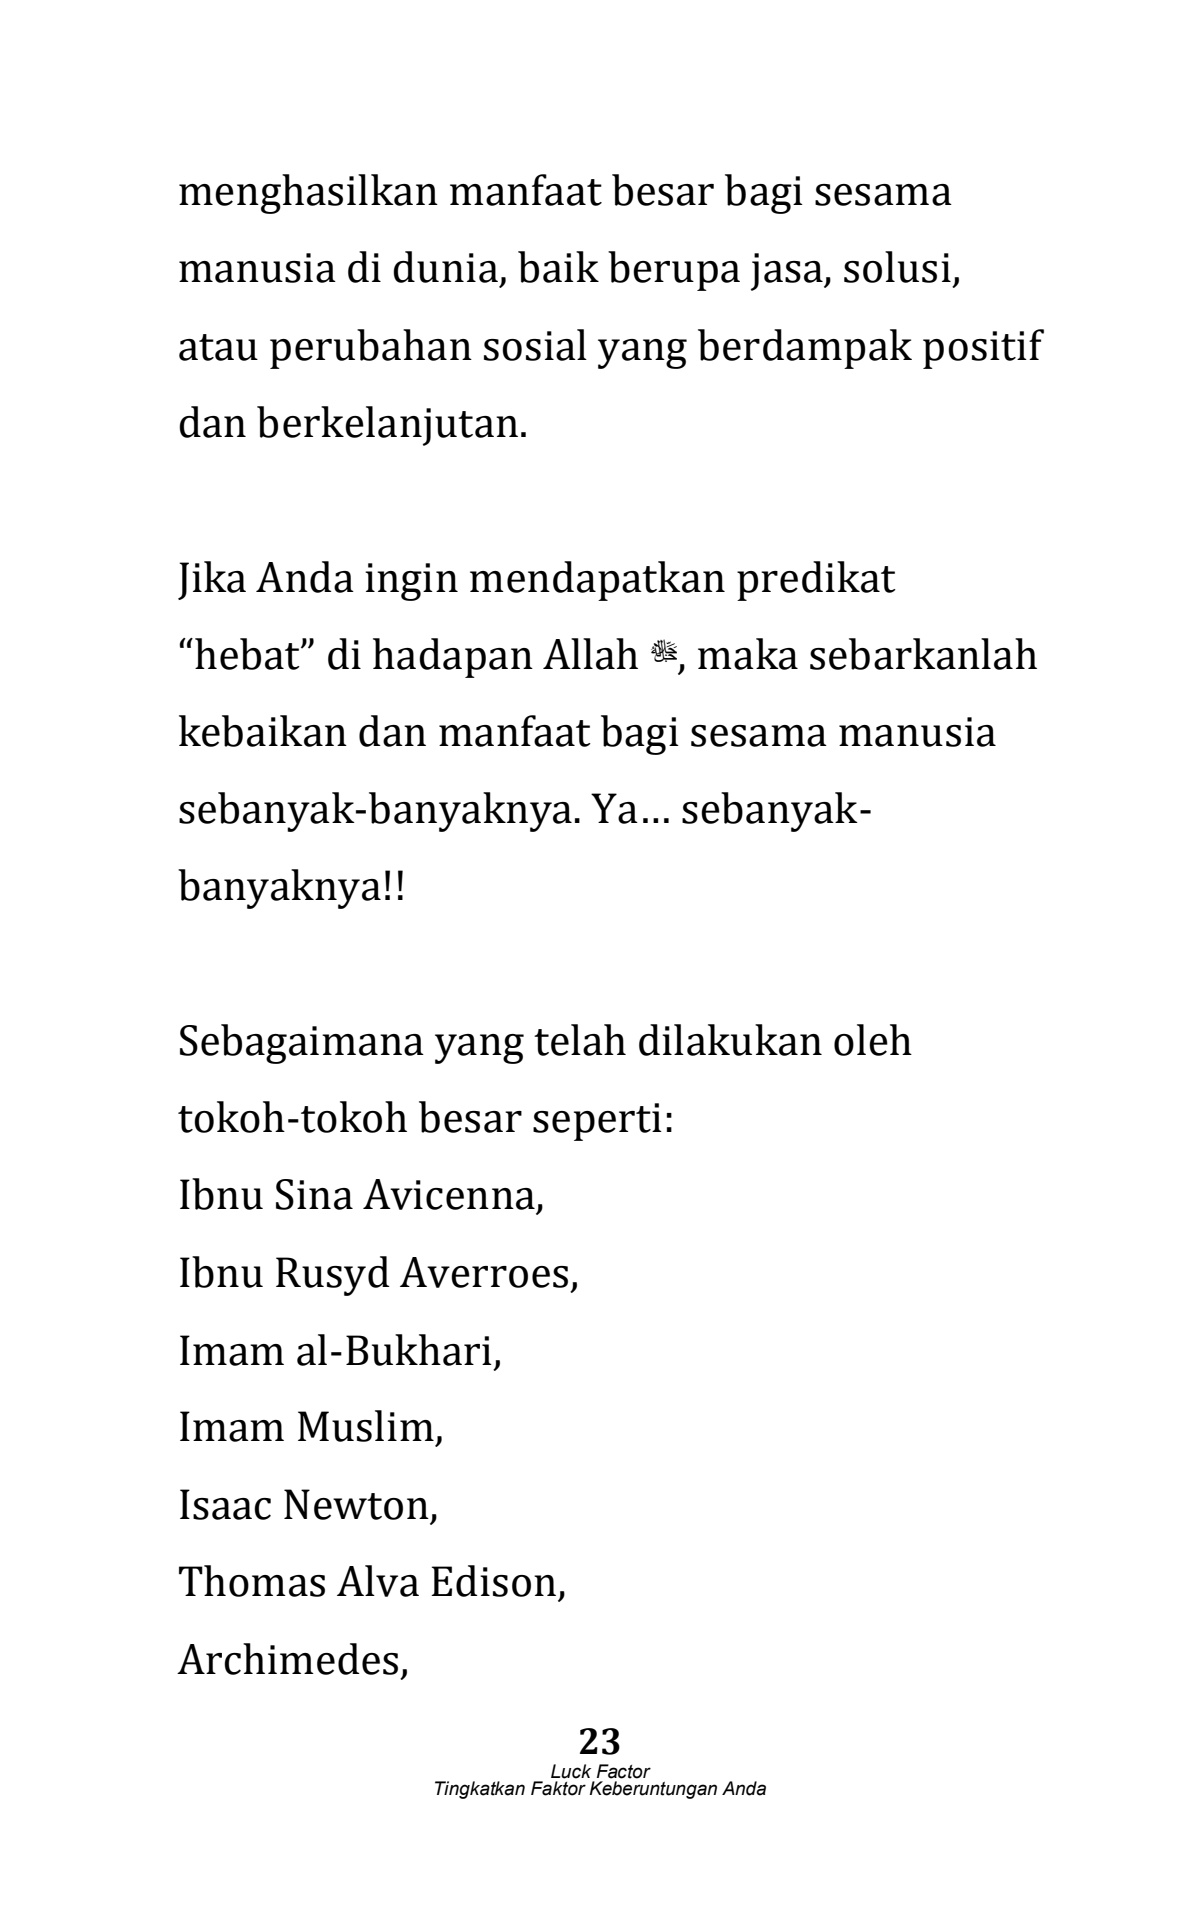 menghasilkan manfaat besar bagi sesama
manusia di dunia, baik berupa jasa, solusi,
atau perubahan sosial yang berdampak positif
dan berkelanjutan.
Jika Anda ingin mendapatkan predikat
“hebat” di hadapan Allah ﷻ, maka sebarkanlah
kebaikan dan manfaat bagi sesama manusia
sebanyak-banyaknya. Ya… sebanyak-
banyaknya!!
Sebagaimana yang telah dilakukan oleh
tokoh-tokoh besar seperti:
Ibnu Sina Avicenna,
Ibnu Rusyd Averroes,
Imam al-Bukhari,
Imam Muslim,
Isaac Newton,
Thomas Alva Edison,
Archimedes,
23
Luck Factor
Tingkatkan Faktor Keberuntungan Anda